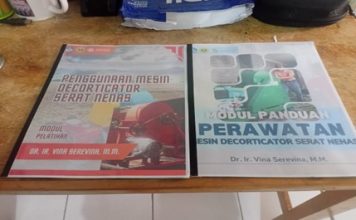 PENGGUNAAN MESIN
DECORTICATOR
SERAT NENAS
MODUL
PELATIHAN
DR. IR. VINA SEREVINA, M.M.
MODUL PANDUAN
PERAWATAN
MESIN DECORTICATOR SERAT NENAS
Dr. Ir. Vina Serevina, M.M.